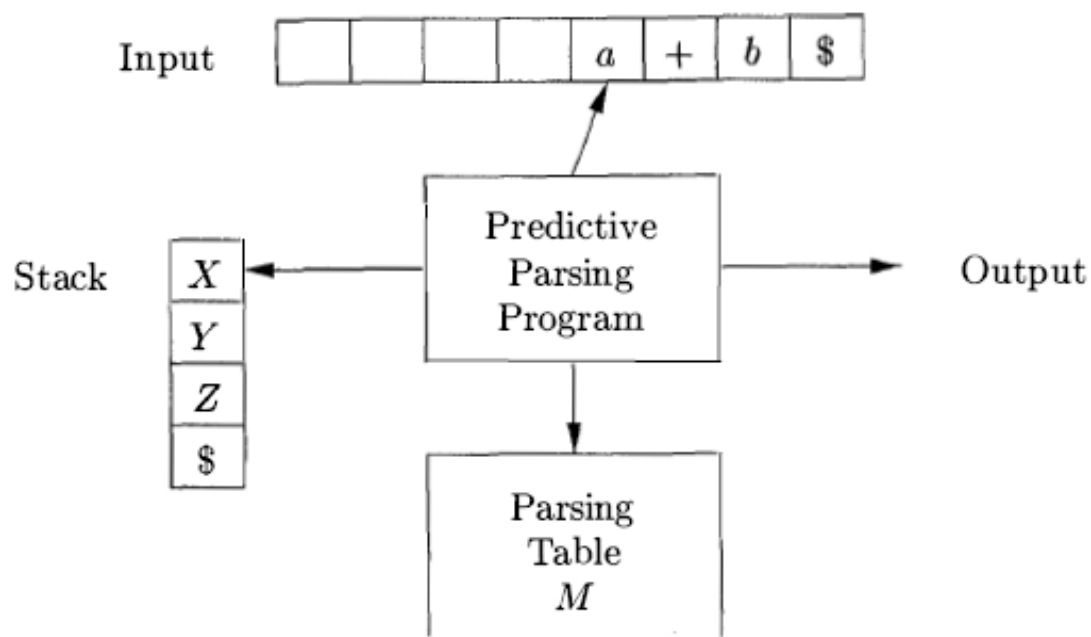 Input
a + b $
Predictive
Parsing
Program
Stack
X
Y
Z
$
Output
Parsing
Table
M